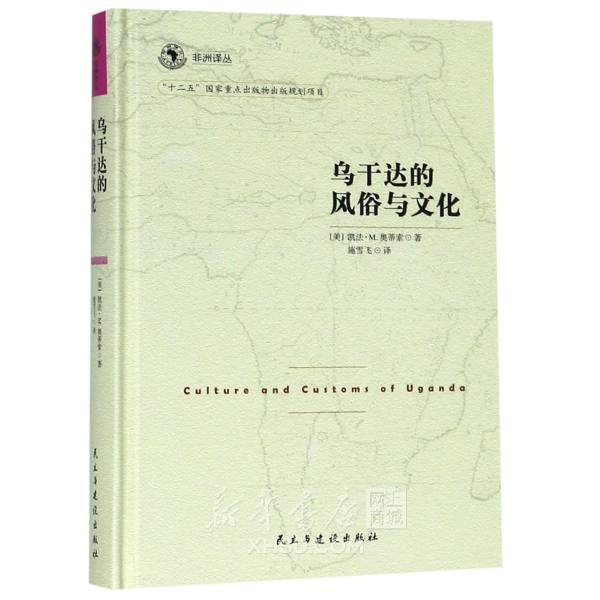 非洲译丛
“十二五”国家重点出版物出版规划项目
乌干达的
风俗与文化
[美] 凯法·M. 奥蒂索⊙著
施雪飞⊙译
Culture and Customs of Uganda
民主与建设出版社
乌干达的
风俗与文化
[美] 凯法·M. 奥蒂索⊙著
施雪飞⊙译
民主与建设出版社
新华书店
网上
商城
XHSD.COM